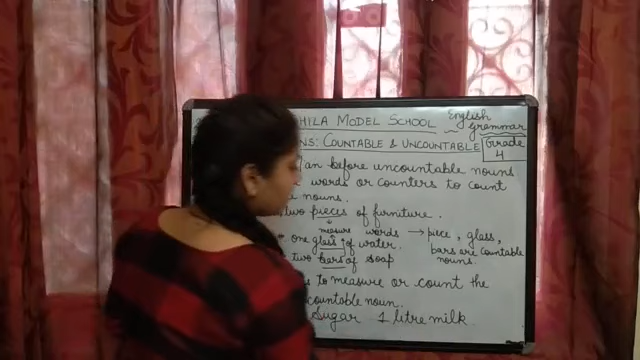 HILA MODEL SCHOOL
English
Grammar
NS: COUNTABLE & UNCOUNTABLE
Grade
4
an before uncountable nouns
words or counters to count
nouns.
two pieces of furniture.
measure words → piece, glass,
one glass of water.
bars are countable
two bars of soap
nouns.
to measure or count the
countable noun.
Sugar 1 litre milk